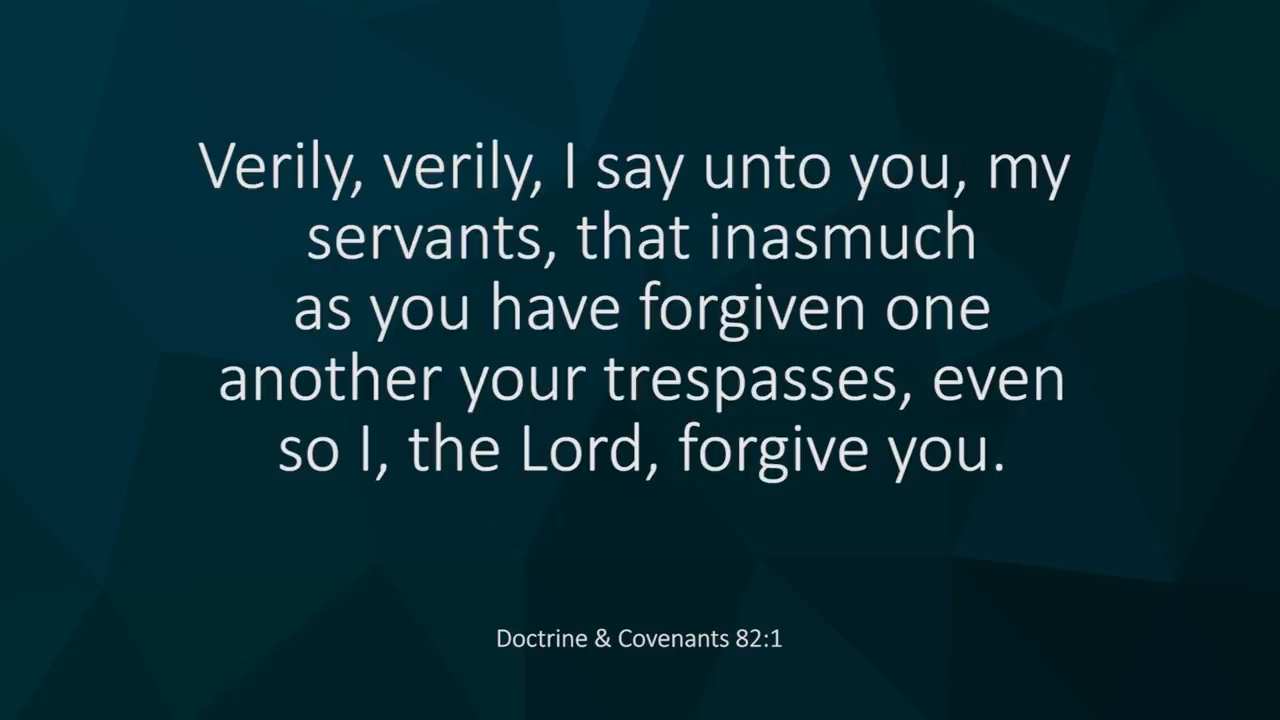 Verily, verily, I say unto you, my
servants, that inasmuch
as you have forgiven one
another your trespasses, even
so I, the Lord, forgive you.
Doctrine & Covenants 82:1